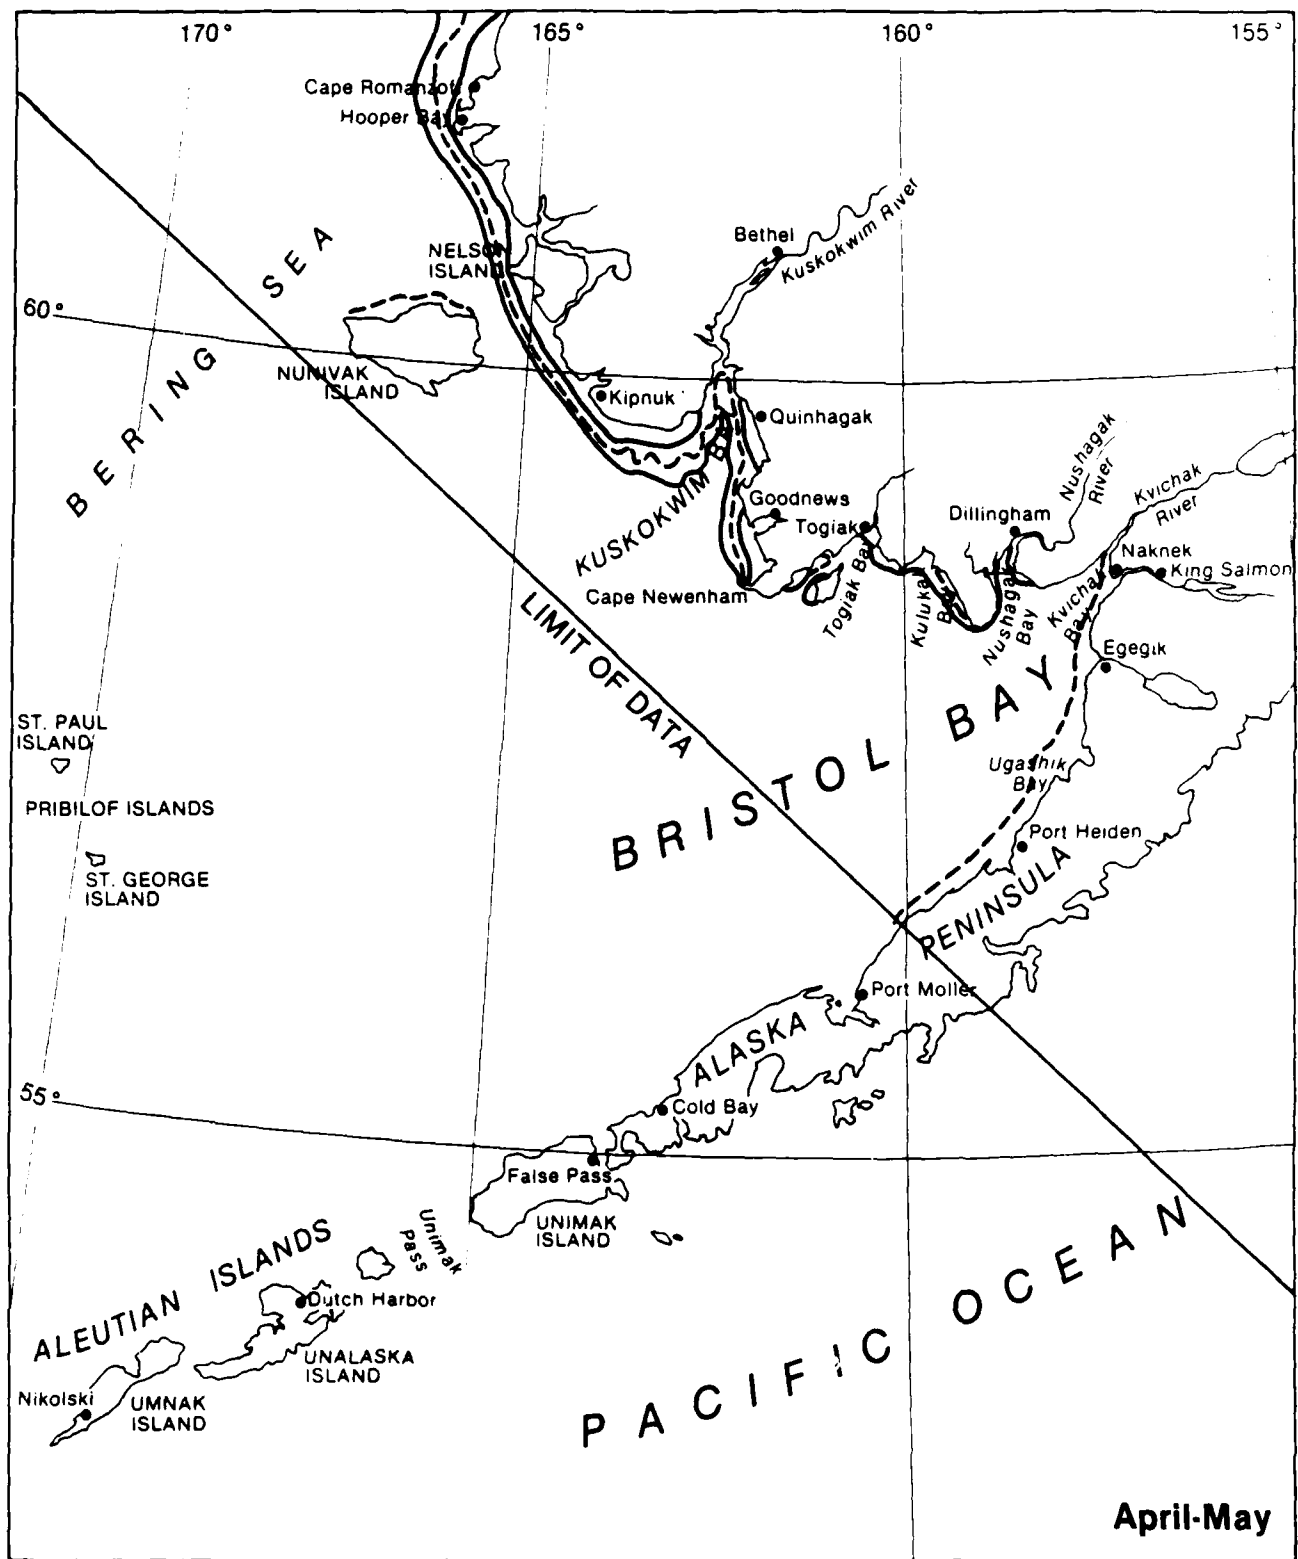 170°
165°
160°
155°
Cape Romanzof
Hooper Bay
NELSON
ISLAND
Bethel
Kuskokwim River
BERING SEA
60°
NUNIVAK
ISLAND
Kipnuk
Quinhagak
KUSKOKWIM BAY
Goodnews
Togiak
Dillingham
Nushagak
River
Kvichak
River
Naknek
King Salmon
Cape Newenham
Togiak Bay
Kulukak
Bay
Nushagak
Bay
Kvichak
Bay
Egegik
LIMIT OF DATA
BRISTOL BAY
ST. PAUL
ISLAND
PRIBILOF ISLANDS
ST. GEORGE
ISLAND
Ugashik
Bay
Port Heiden
ALASKA PENINSULA
Port Moller
55°
Cold Bay
False Pass
UNIMAK
ISLAND
Unimak
Pass
ALEUTIAN ISLANDS
Dutch Harbor
UNALASKA
ISLAND
Nikolski
UMNAK
ISLAND
PACIFIC OCEAN
April-May